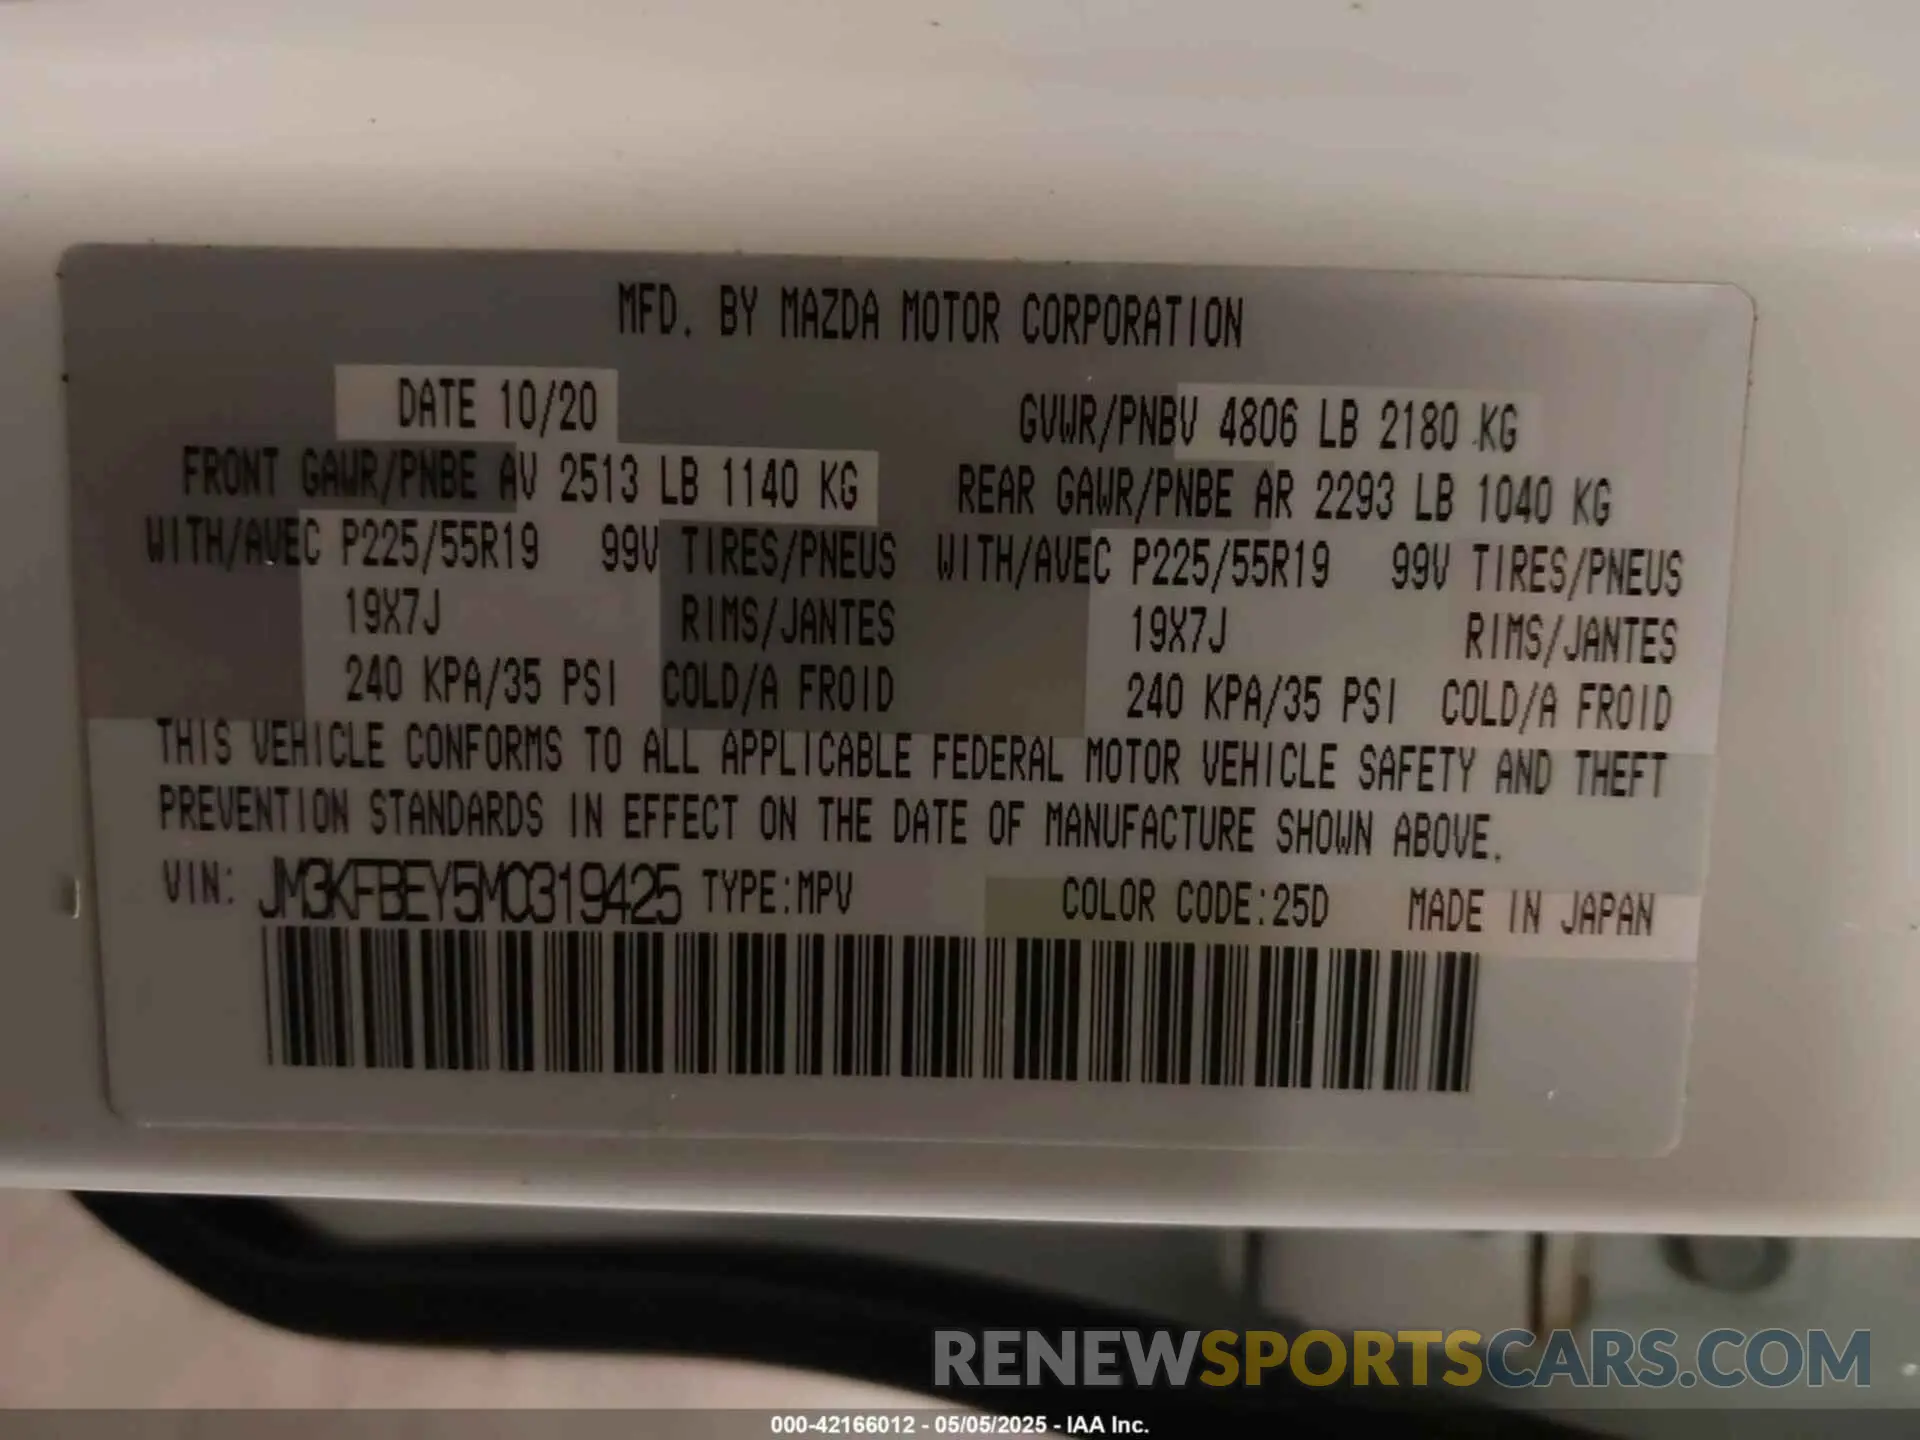 MFD. BY MAZDA MOTOR CORPORATION
DATE 10/20 GVWR/PNBV 4806 LB 2180 KG
FRONT GAWR/PNBE AV 2513 LB 1140 KG REAR GAWR/PNBE AR 2293 LB 1040 KG
WITH/AVEC P225/55R19 99V TIRES/PNEUS WITH/AVEC P225/55R19 99V TIRES/PNEUS
19X7J RIMS/JANTES 19X7J RIMS/JANTES
240 KPA/35 PSI COLD/A FROID 240 KPA/35 PSI COLD/A FROID
THIS VEHICLE CONFORMS TO ALL APPLICABLE FEDERAL MOTOR VEHICLE SAFETY AND THEFT
PREVENTION STANDARDS IN EFFECT ON THE DATE OF MANUFACTURE SHOWN ABOVE.
VIN: JM3KFBEY5M0319425 TYPE:MPV COLOR CODE:25D MADE IN JAPAN
RENEWSPORTSCARS.COM
000-42166012 - 05/05/2025 - IAA Inc.